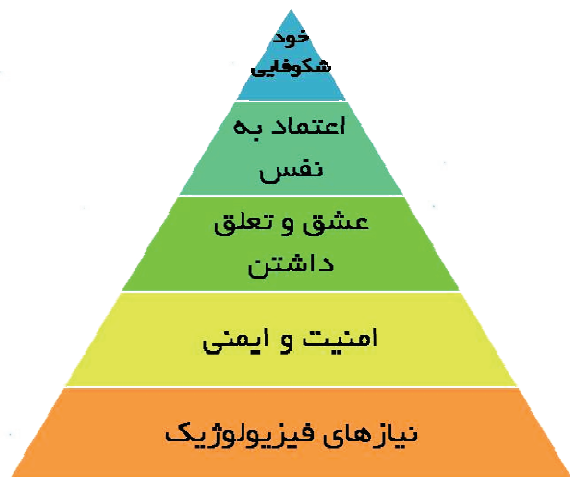 خود
شکوفایی
اعتماد به
نفس
عشق و تعلق
داشتن
امنیت و ایمنی
نیازهای فیزیولوژیک